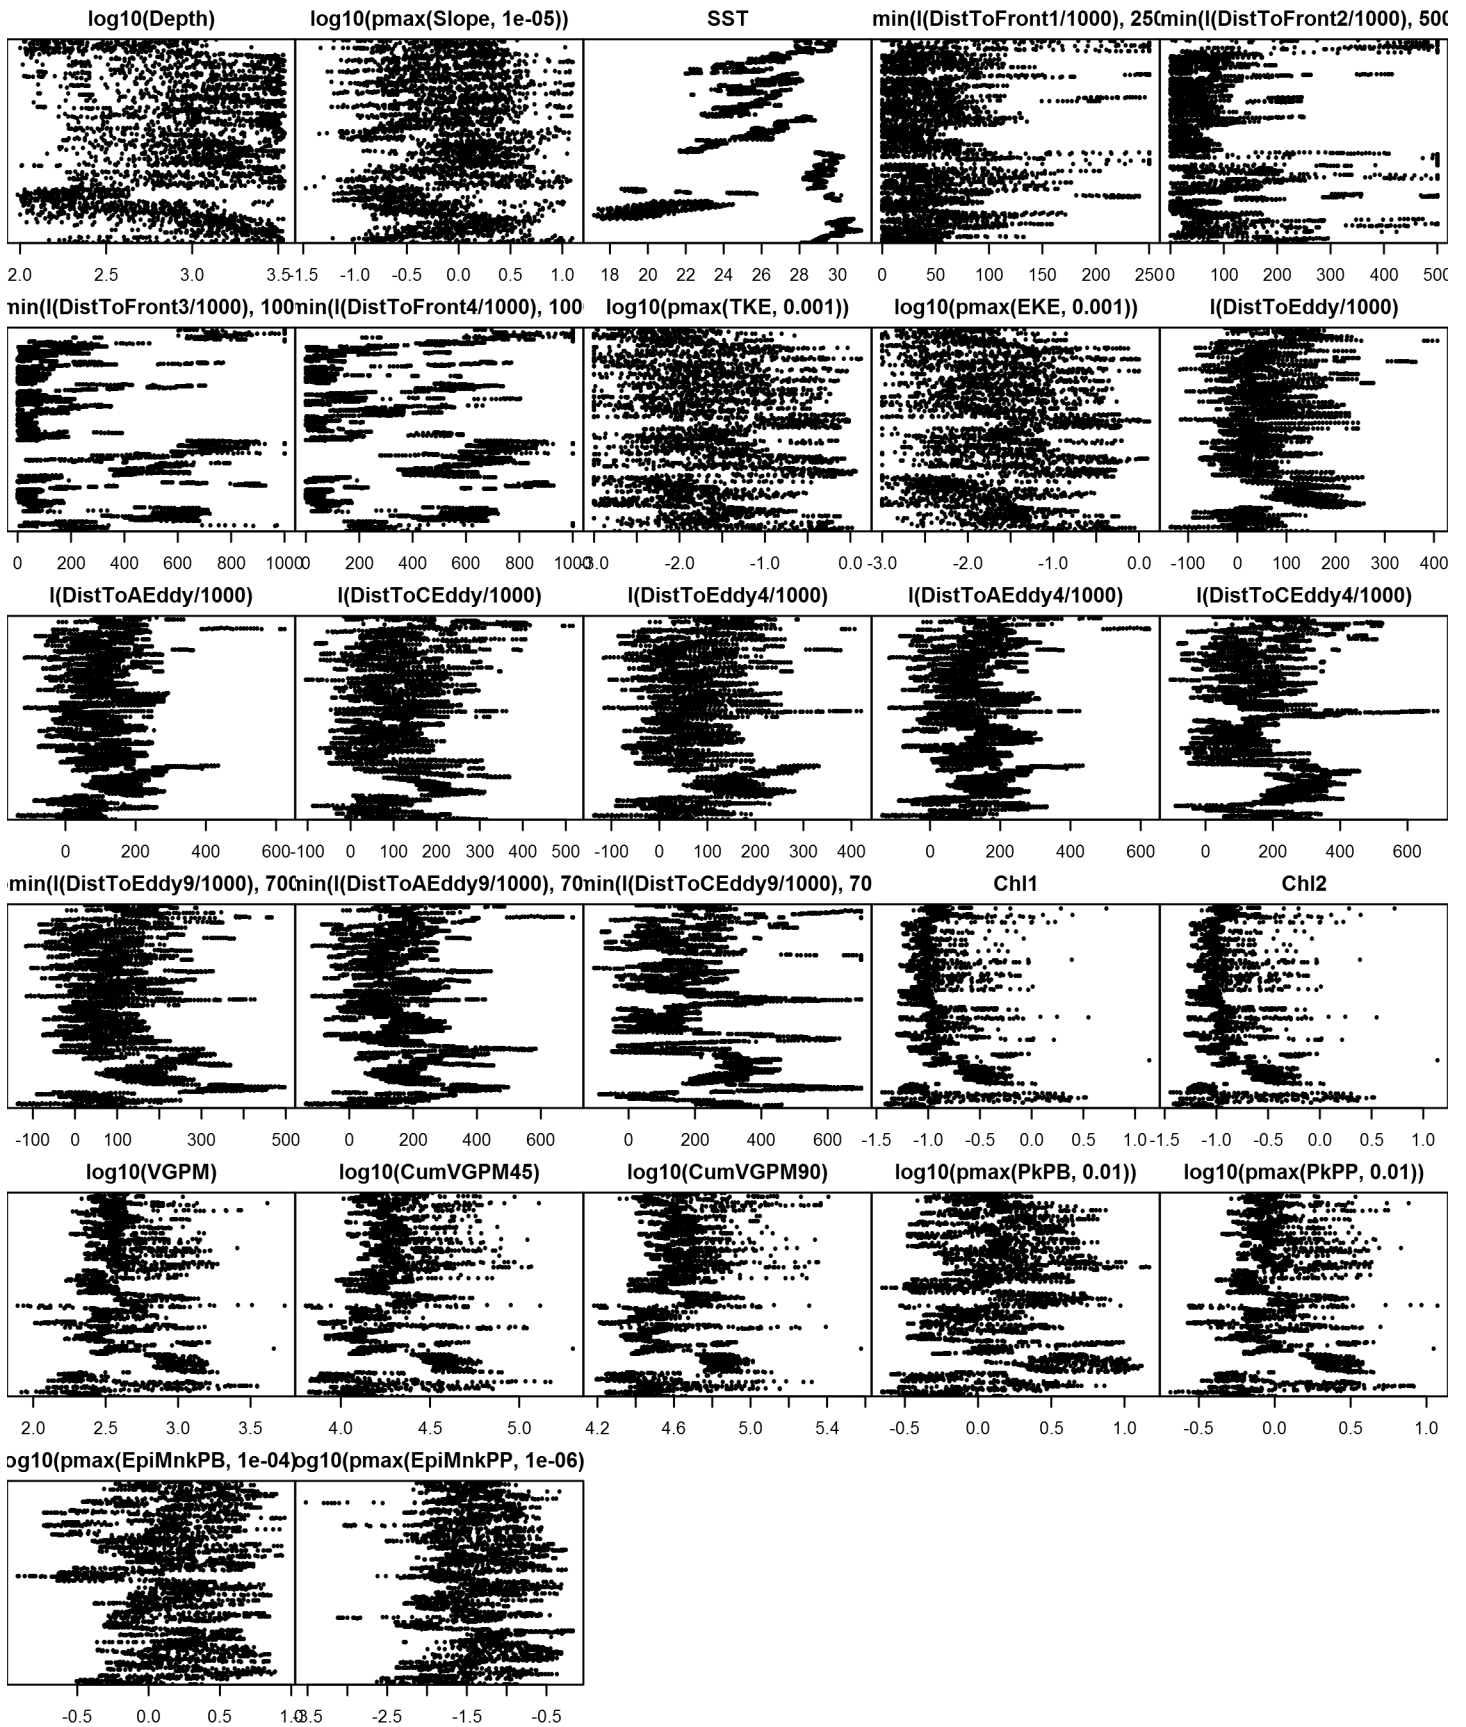 log10(Depth) log10(pmax(Slope, 1e-05)) SST min(I(DistToFront1/1000), 250 min(I(DistToFront2/1000), 500
2.0 2.5 3.0 3.5 -1.5 -1.0 -0.5 0.0 0.5 1.0 18 20 22 24 26 28 30 0 50 100 150 200 250 0 100 200 300 400 500
min(I(DistToFront3/1000), 100 min(I(DistToFront4/1000), 100 log10(pmax(TKE, 0.001)) log10(pmax(EKE, 0.001)) I(DistToEddy/1000)
0 200 400 600 800 1000 0 200 400 600 800 1000 -3.0 -2.0 -1.0 0.0 -3.0 -2.0 -1.0 0.0 -100 0 100 200 300 400
I(DistToAEddy/1000) I(DistToCEddy/1000) I(DistToEddy4/1000) I(DistToAEddy4/1000) I(DistToCEddy4/1000)
0 200 400 600 -100 0 100 200 300 400 500 -100 0 100 200 300 400 0 200 400 600 0 200 400 600
min(I(DistToEddy9/1000), 700 min(I(DistToAEddy9/1000), 70 min(I(DistToCEddy9/1000), 70 Chl1 Chl2
-100 0 100 300 500 0 200 400 600 0 200 400 600 -1.5 -1.0 -0.5 0.0 0.5 1.0 -1.5 -1.0 -0.5 0.0 0.5 1.0
log10(VGPM) log10(CumVGPM45) log10(CumVGPM90) log10(pmax(PkPB, 0.01)) log10(pmax(PkPP, 0.01))
2.0 2.5 3.0 3.5 4.0 4.5 5.0 4.2 4.6 5.0 5.4 -0.5 0.0 0.5 1.0 -0.5 0.0 0.5 1.0
og10(pmax(EpiMnkPB, 1e-04) og10(pmax(EpiMnkPP, 1e-06)
-0.5 0.0 0.5 1.0 -3.5 -2.5 -1.5 -0.5